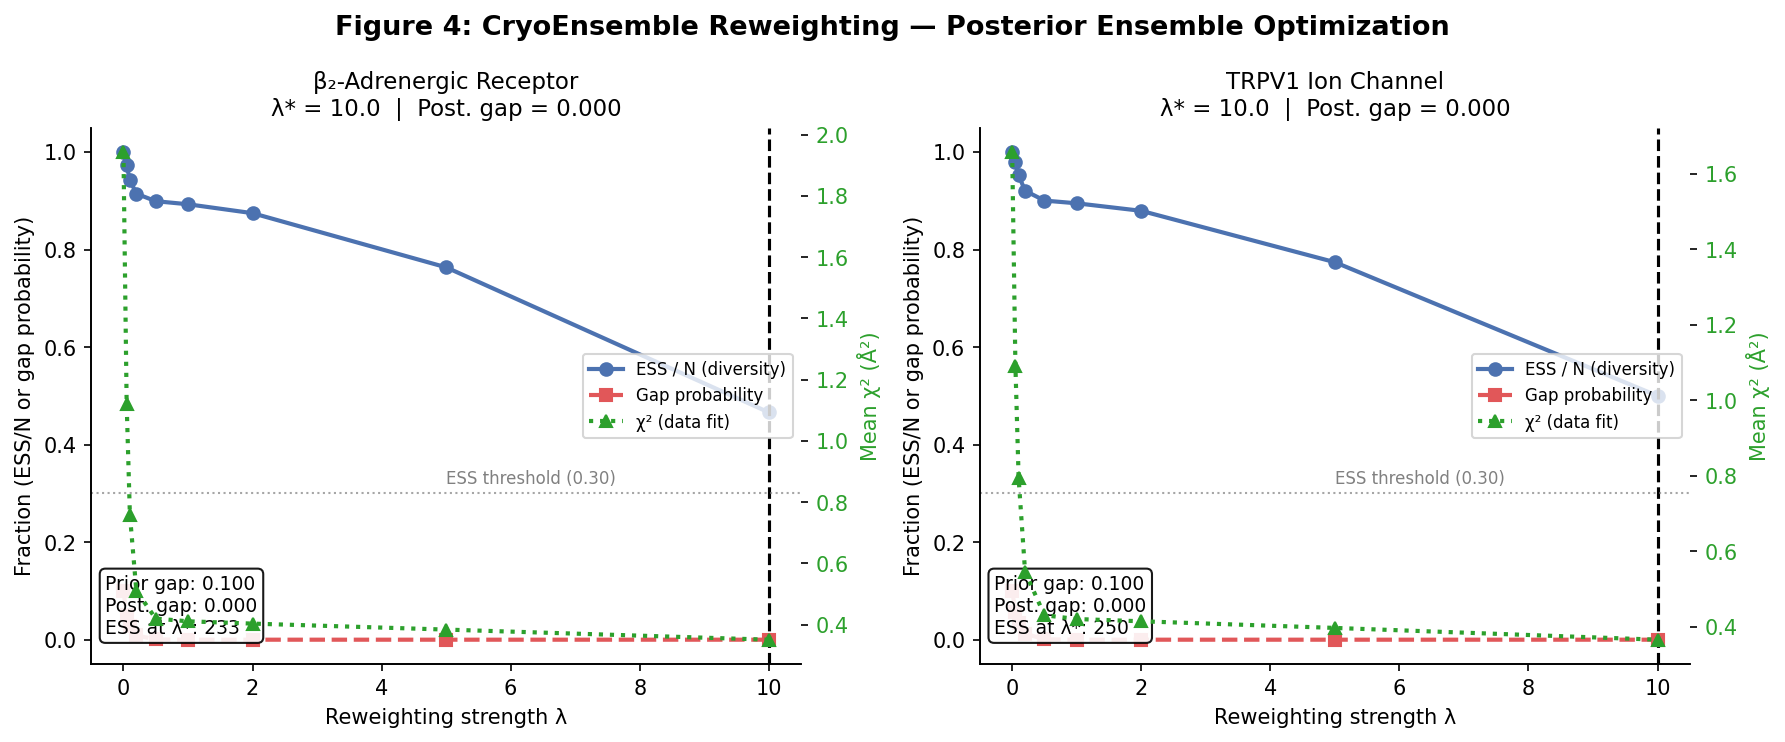 Figure 4: CryoEnsemble Reweighting — Posterior Ensemble Optimization
β₂-Adrenergic Receptor
λ* = 10.0 | Post. gap = 0.000
Fraction (ESS/N or gap probability)
1.0
0.8
0.6
0.4
0.2
0.0
2.0
1.8
1.6
1.4
1.2
1.0
0.8
0.6
0.4
Mean χ² (Å²)
ESS / N (diversity)
Gap probability
χ² (data fit)
ESS threshold (0.30)
Prior gap: 0.100
Post. gap: 0.000
ESS at λ*: 233
0 2 4 6 8 10
Reweighting strength λ
TRPV1 Ion Channel
λ* = 10.0 | Post. gap = 0.000
Fraction (ESS/N or gap probability)
1.0
0.8
0.6
0.4
0.2
0.0
1.6
1.4
1.2
1.0
0.8
0.6
0.4
Mean χ² (Å²)
ESS / N (diversity)
Gap probability
χ² (data fit)
ESS threshold (0.30)
Prior gap: 0.100
Post. gap: 0.000
ESS at λ*: 250
0 2 4 6 8 10
Reweighting strength λ